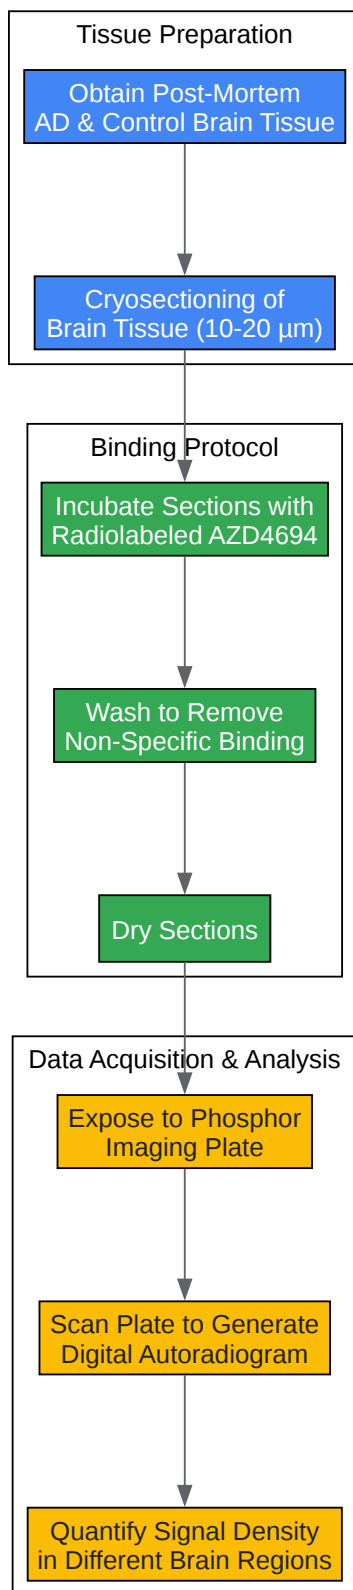 Tissue Preparation
Obtain Post-Mortem
AD & Control Brain Tissue
Cryosectioning of
Brain Tissue (10-20 µm)
Binding Protocol
Incubate Sections with
Radiolabeled AZD4694
Wash to Remove
Non-Specific Binding
Dry Sections
Data Acquisition & Analysis
Expose to Phosphor
Imaging Plate
Scan Plate to Generate
Digital Autoradiogram
Quantify Signal Density
in Different Brain Regions